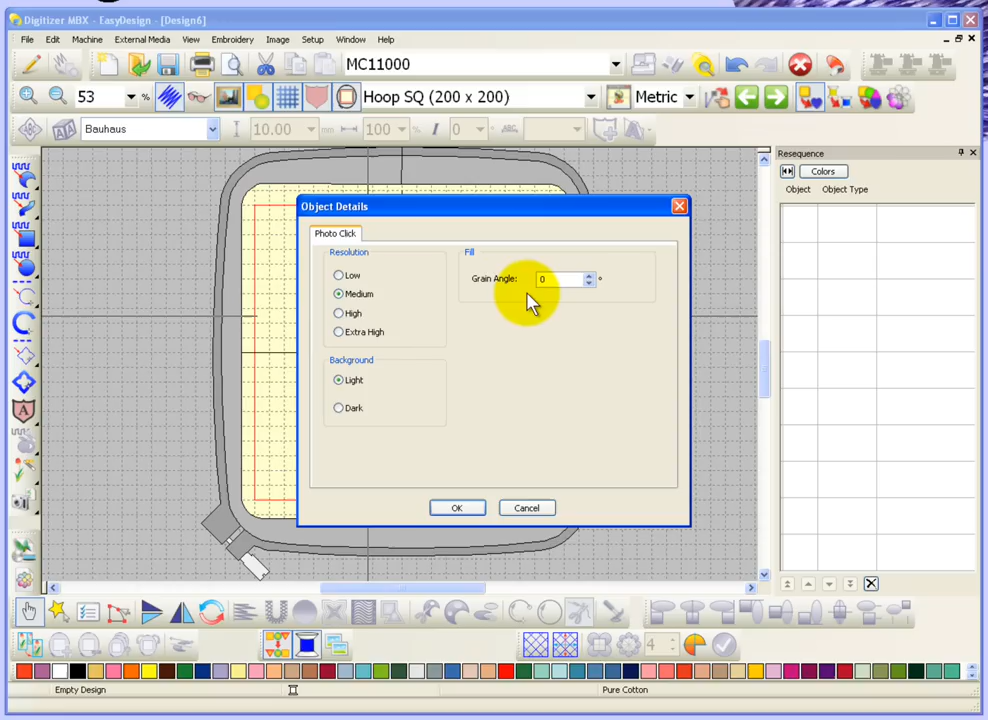 Digitizer MBX - EasyDesign - [Design6]
File Edit Machine External Media View Embroidery Image Setup Window Help
MC11000
53 % Hoop SQ (200 x 200) Metric
Bauhaus 10.00 mm 100 % 0 ° ABC
Resequence
Colors
Object Object Type
Object Details
Photo Click
Resolution
Low
Medium
High
Extra High
Fill
Grain Angle: 0 °
Background
Light
Dark
OK Cancel
4
Empty Design Pure Cotton